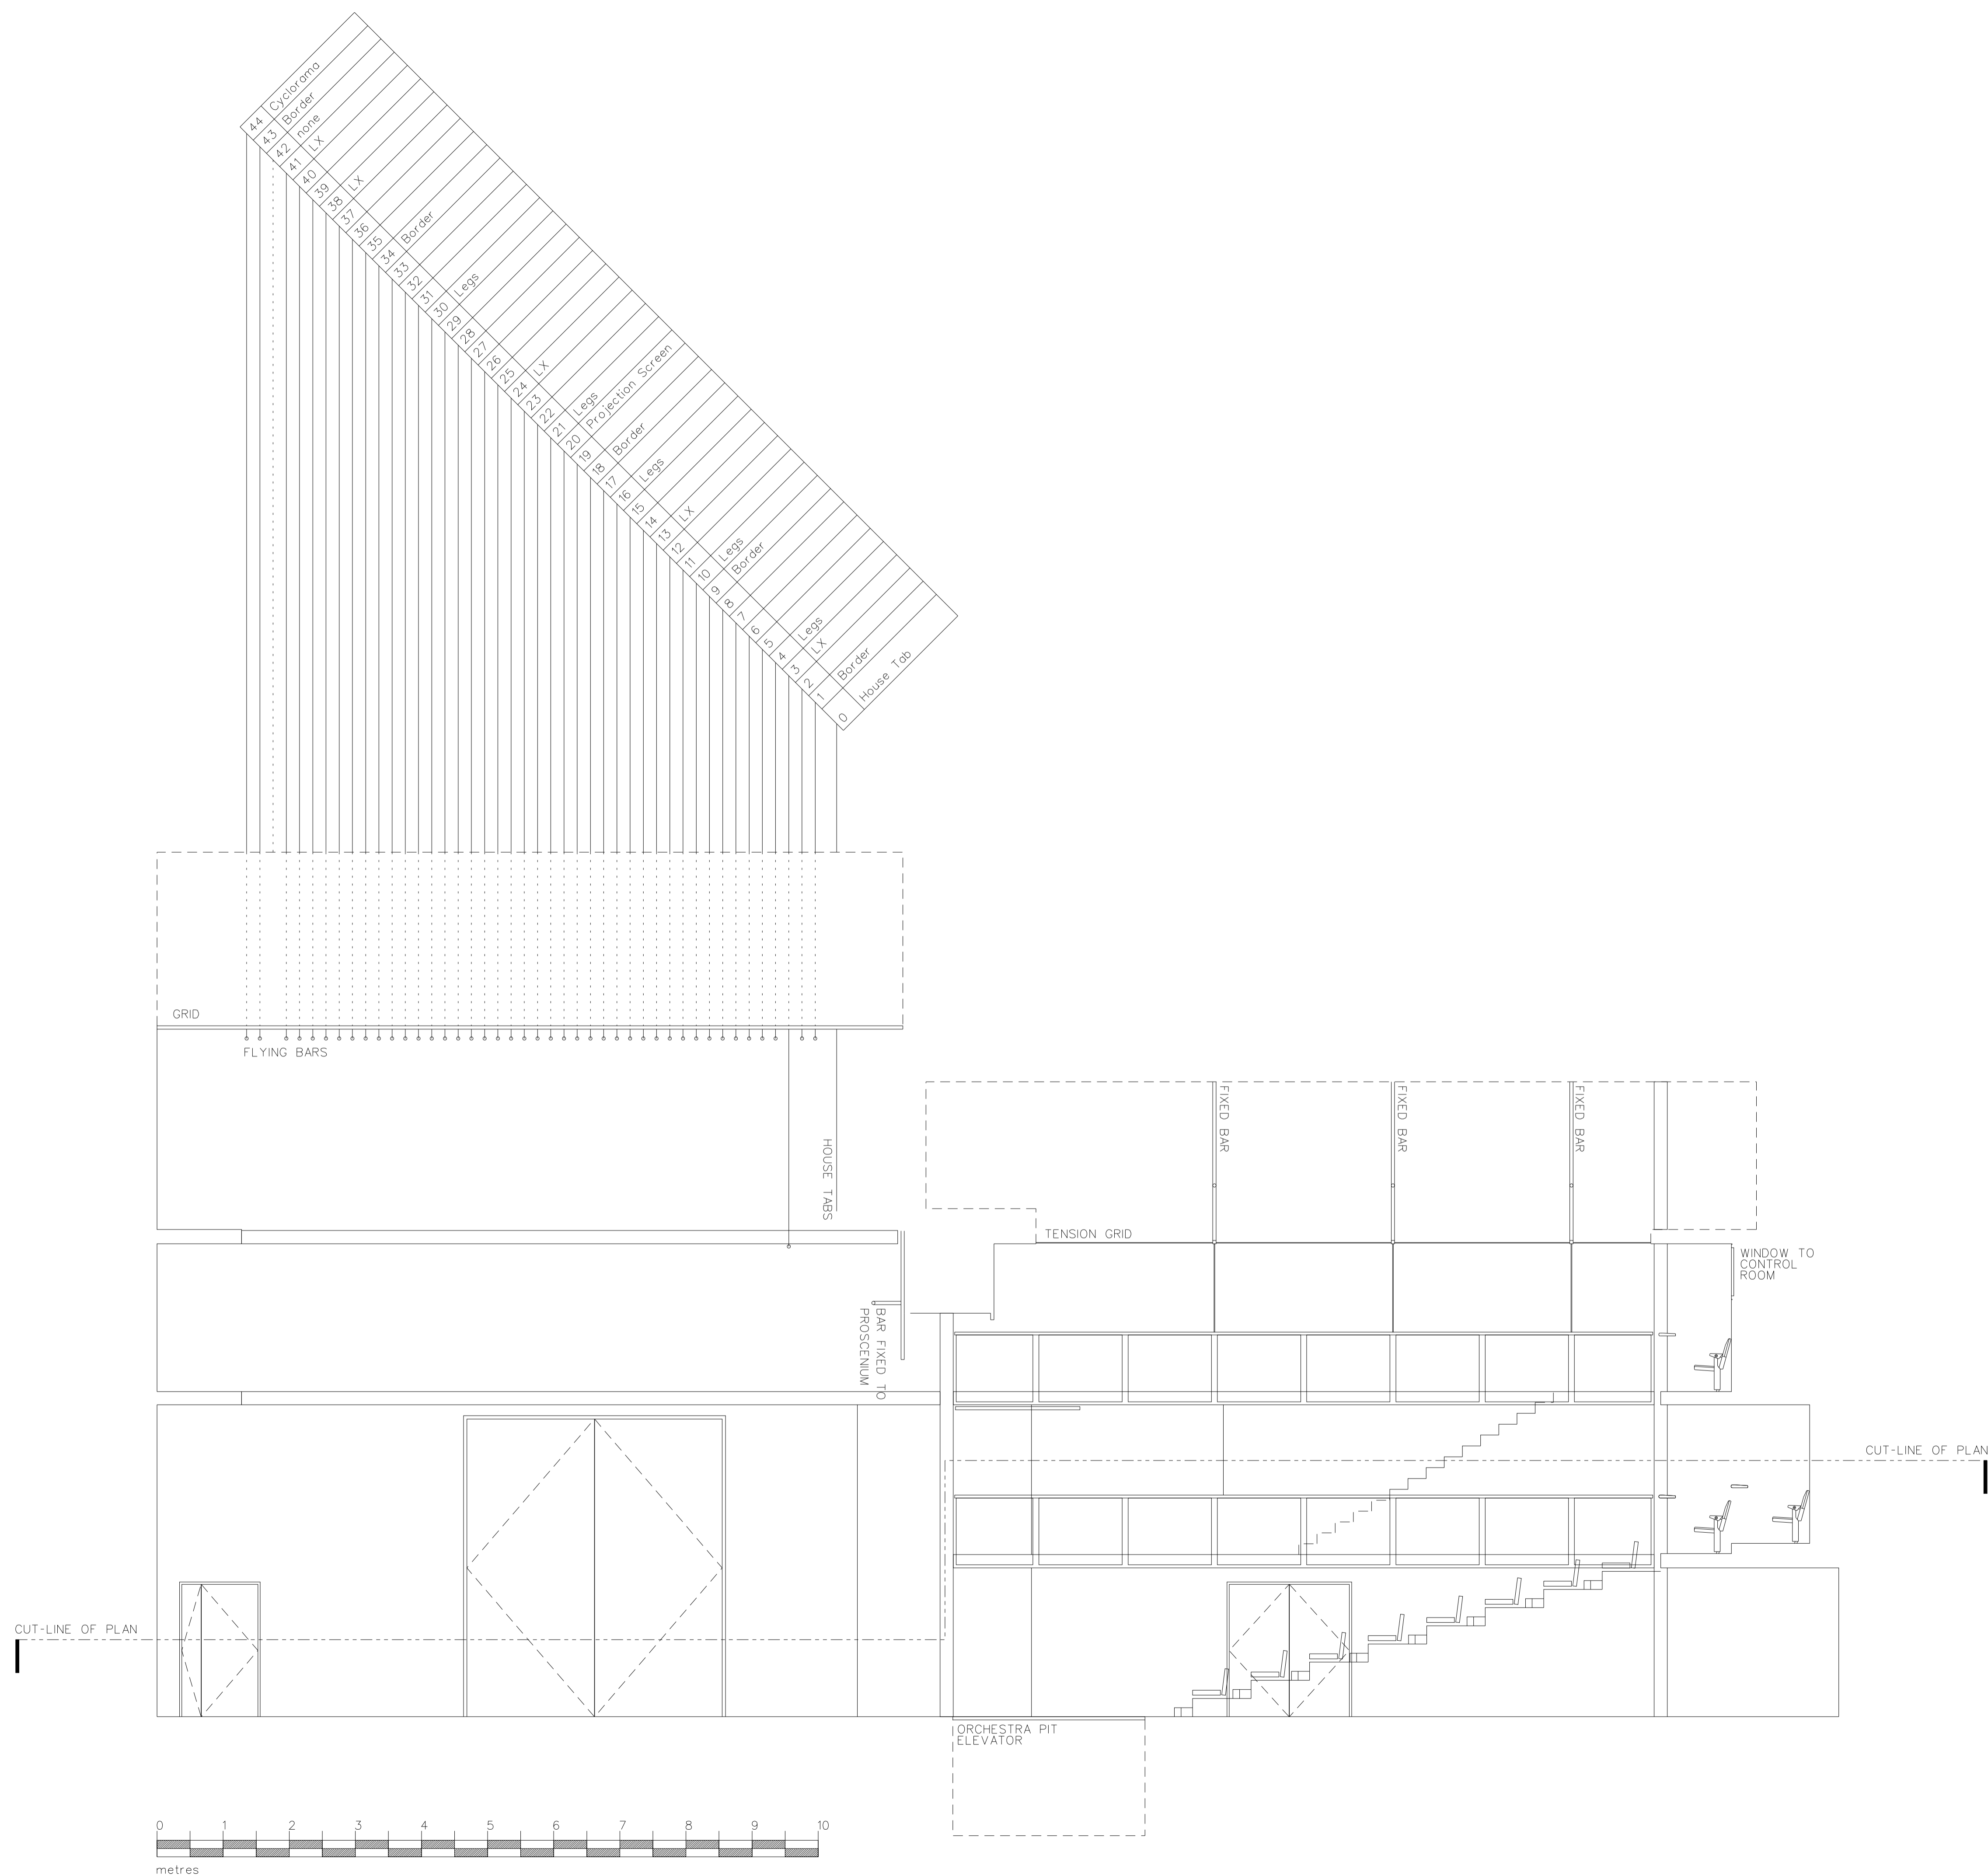 44 Cyclorama
43 Border
42 none
41 LX
40
39
38 LX
37
36
35
34 Border
33
32
31
30 Legs
29
28
27
26
25
24 LX
23
22
21 Legs
20 Projection Screen
19
18 Border
17
16 Legs
15
14
13 LX
12
11
10 Legs
9 Border
8
7
6
5
4 Legs
3 LX
2
1 Border
0 House Tab
GRID
FLYING BARS
HOUSE TABS
FIXED BAR
FIXED BAR
FIXED BAR
TENSION GRID
WINDOW TO
CONTROL
ROOM
BAR FIXED TO
PROSCENIUM
CUT-LINE OF PLAN
CUT-LINE OF PLAN
ORCHESTRA PIT
ELEVATOR
0 1 2 3 4 5 6 7 8 9 10
metres